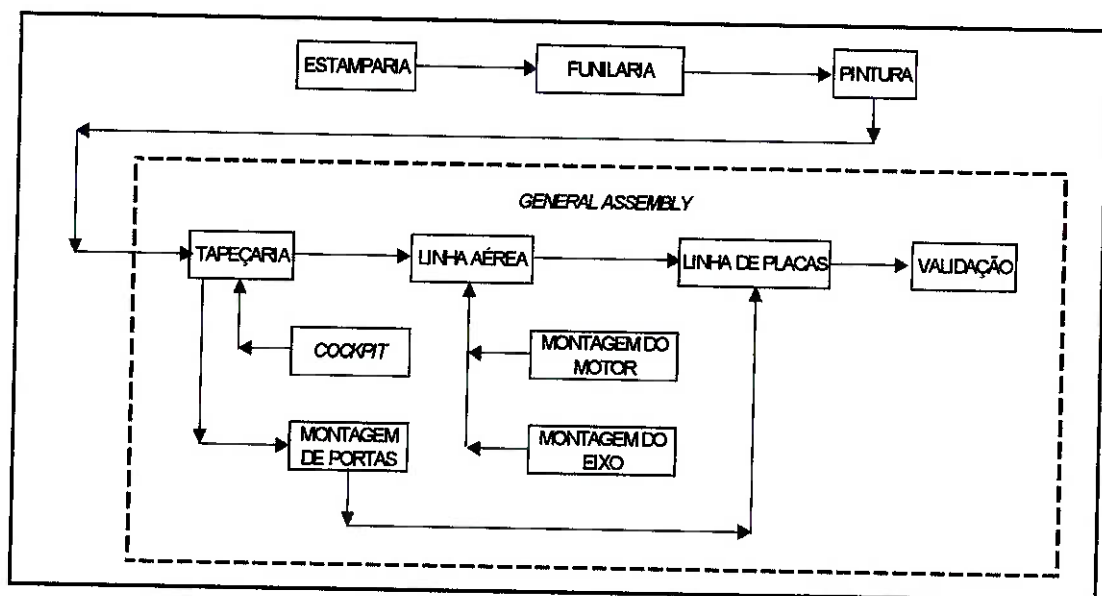 ESTAMPARIA
FUNILARIA
PINTURA
GENERAL ASSEMBLY
TAPEÇARIA
LINHA AÉREA
LINHA DE PLACAS
VALIDAÇÃO
COCKPIT
MONTAGEM DO
MOTOR
MONTAGEM
DE PORTAS
MONTAGEM DO
EIXO